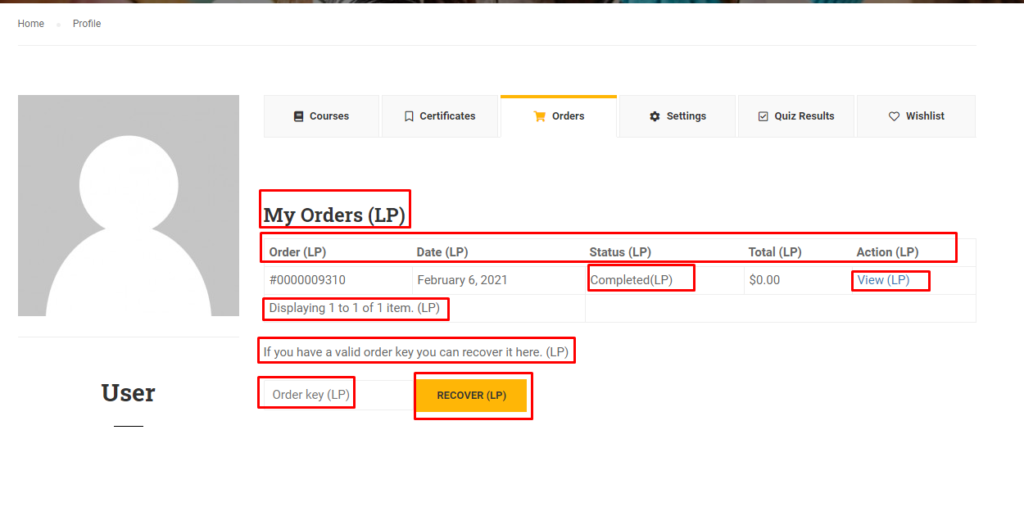 Home Profile
Courses Certificates Orders Settings Quiz Results Wishlist
My Orders (LP)
Order (LP) Date (LP) Status (LP) Total (LP) Action (LP)
#0000009310 February 6, 2021 Completed(LP) $0.00 View (LP)
Displaying 1 to 1 of 1 item. (LP)
If you have a valid order key you can recover it here. (LP)
Order key (LP) RECOVER (LP)
User